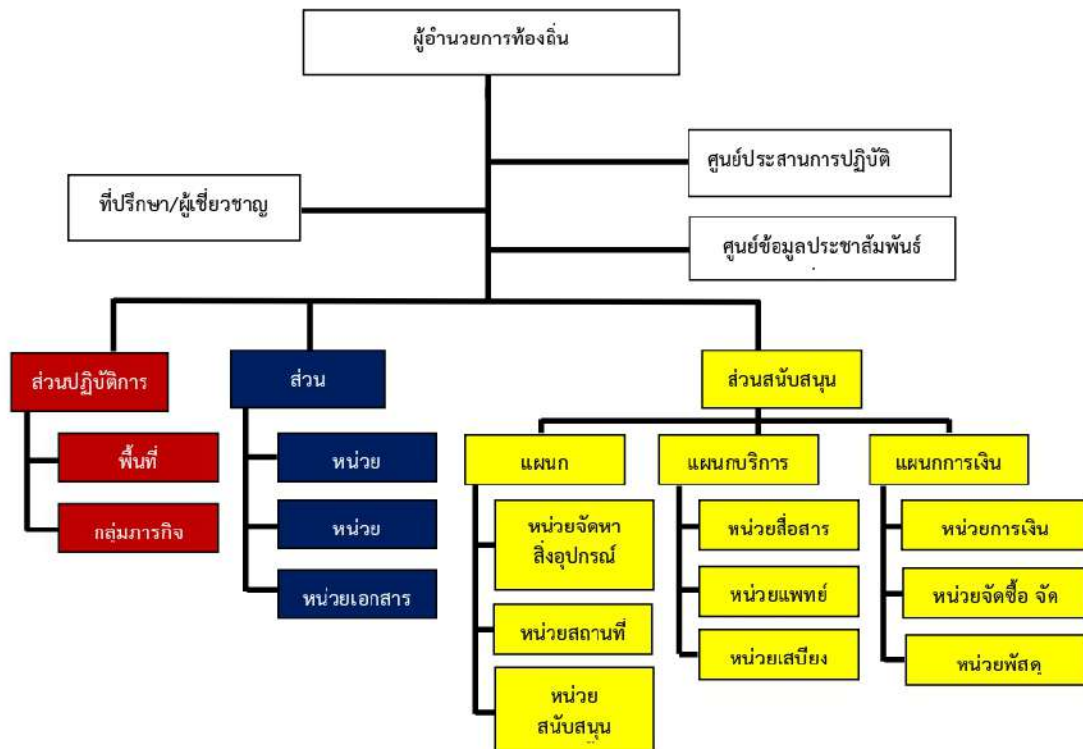 ผู้อำนวยการท้องถิ่น
ศูนย์ประสานการปฏิบัติ
ที่ปรึกษา/ผู้เชี่ยวชาญ
ศูนย์ข้อมูลประชาสัมพันธ์
ส่วนปฏิบัติการ
พื้นที่
กลุ่มภารกิจ
ส่วน
หน่วย
หน่วย
หน่วยเอกสาร
ส่วนสนับสนุน
แผนก
หน่วยจัดหา
สิ่งอุปกรณ์
หน่วยสถานที่
หน่วย
สนับสนุน
แผนกบริการ
หน่วยสื่อสาร
หน่วยแพทย์
หน่วยเสบียง
แผนกการเงิน
หน่วยการเงิน
หน่วยจัดซื้อ จัด
หน่วยพัสดุ